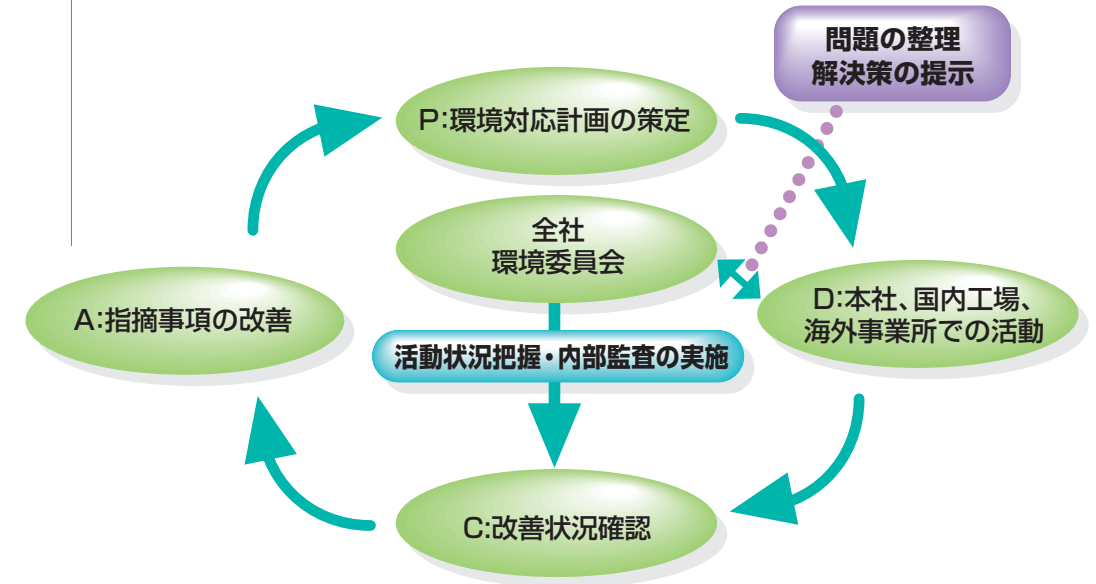 問題の整理
解決策の提示
P:環境対応計画の策定
全社
環境委員会
A:指摘事項の改善
D:本社、国内工場、
海外事業所での活動
活動状況把握・内部監査の実施
C:改善状況確認